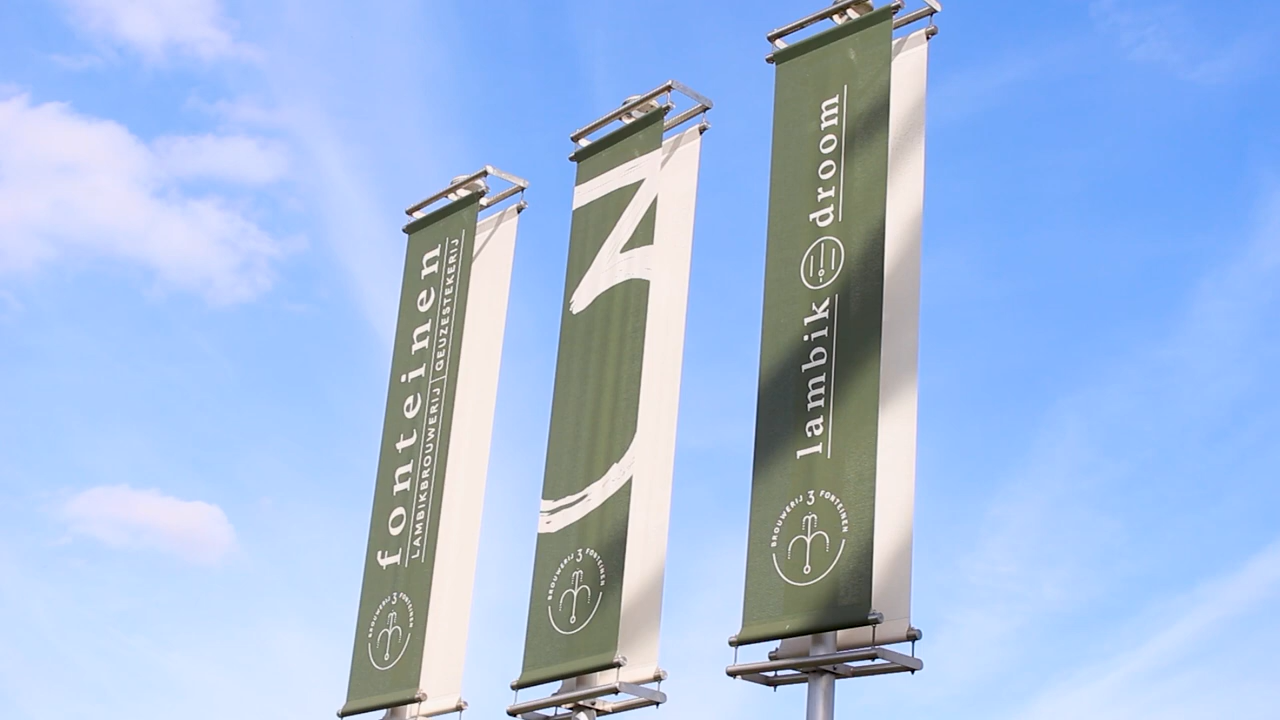 fonteinen
LAMBIKBROUWERIJ | GEUZESTEKERIJ
BROUWERIJ 3 FONTEINEN
3
BROUWERIJ 3 FONTEINEN
lambik droom
BROUWERIJ 3 FONTEINEN